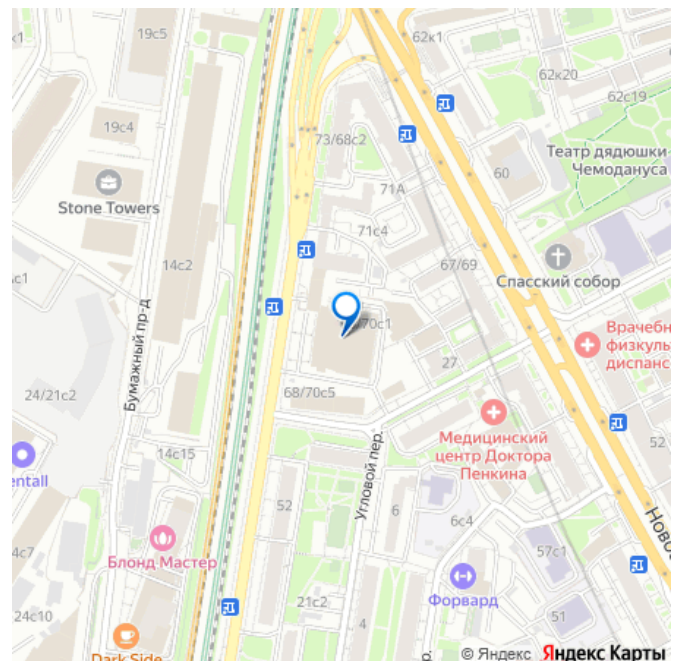 19с5
62к1
62к20
62с19
19с4
73/68с2
Театр дядюшки
Чемодануса
60
71А
Stone Towers
71с4
67/69
14с2
Спасский собор
с1
70с1
Бумажный пр-д
Врачебн
физкуль
диспанс
27
24/21с2
68/70с5
Медицинский
центр Доктора
Пенкина
52
14с15
entall
Угловой пер.
52
6
6с4
Новос
57с1
4с7
Блонд Мастер
21с2
Форвард
24с10
4
51
р.
Dark Side
© Яндекс Яндекс Карты